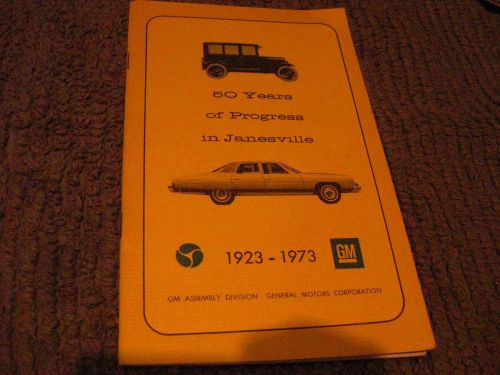 50 Years
of Progress
in Janesville
1923 - 1973
GM
GM ASSEMBLY DIVISION GENERAL MOTORS CORPORATION